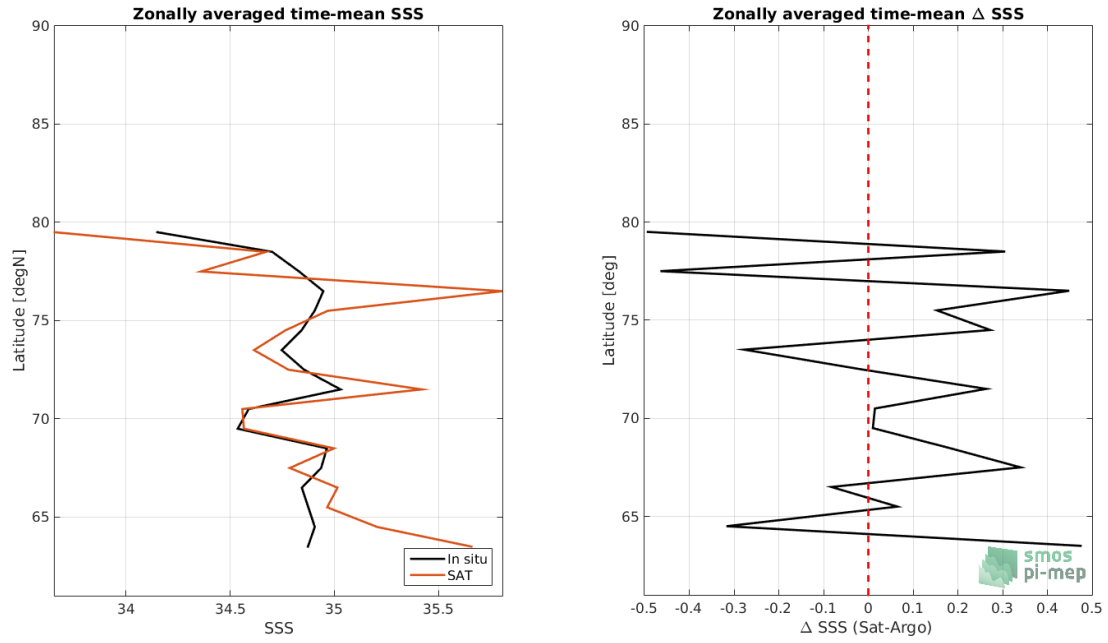 Zonally averaged time-mean SSS
90
85
80
75
70
65
Latitude [degN]
34
34.5
35
35.5
SSS
In situ
SAT
Zonally averaged time-mean Δ SSS
90
85
80
75
70
65
Latitude [deg]
-0.5
-0.4
-0.3
-0.2
-0.1
0
0.1
0.2
0.3
0.4
0.5
Δ SSS (Sat-Argo)
smos
pi-mep